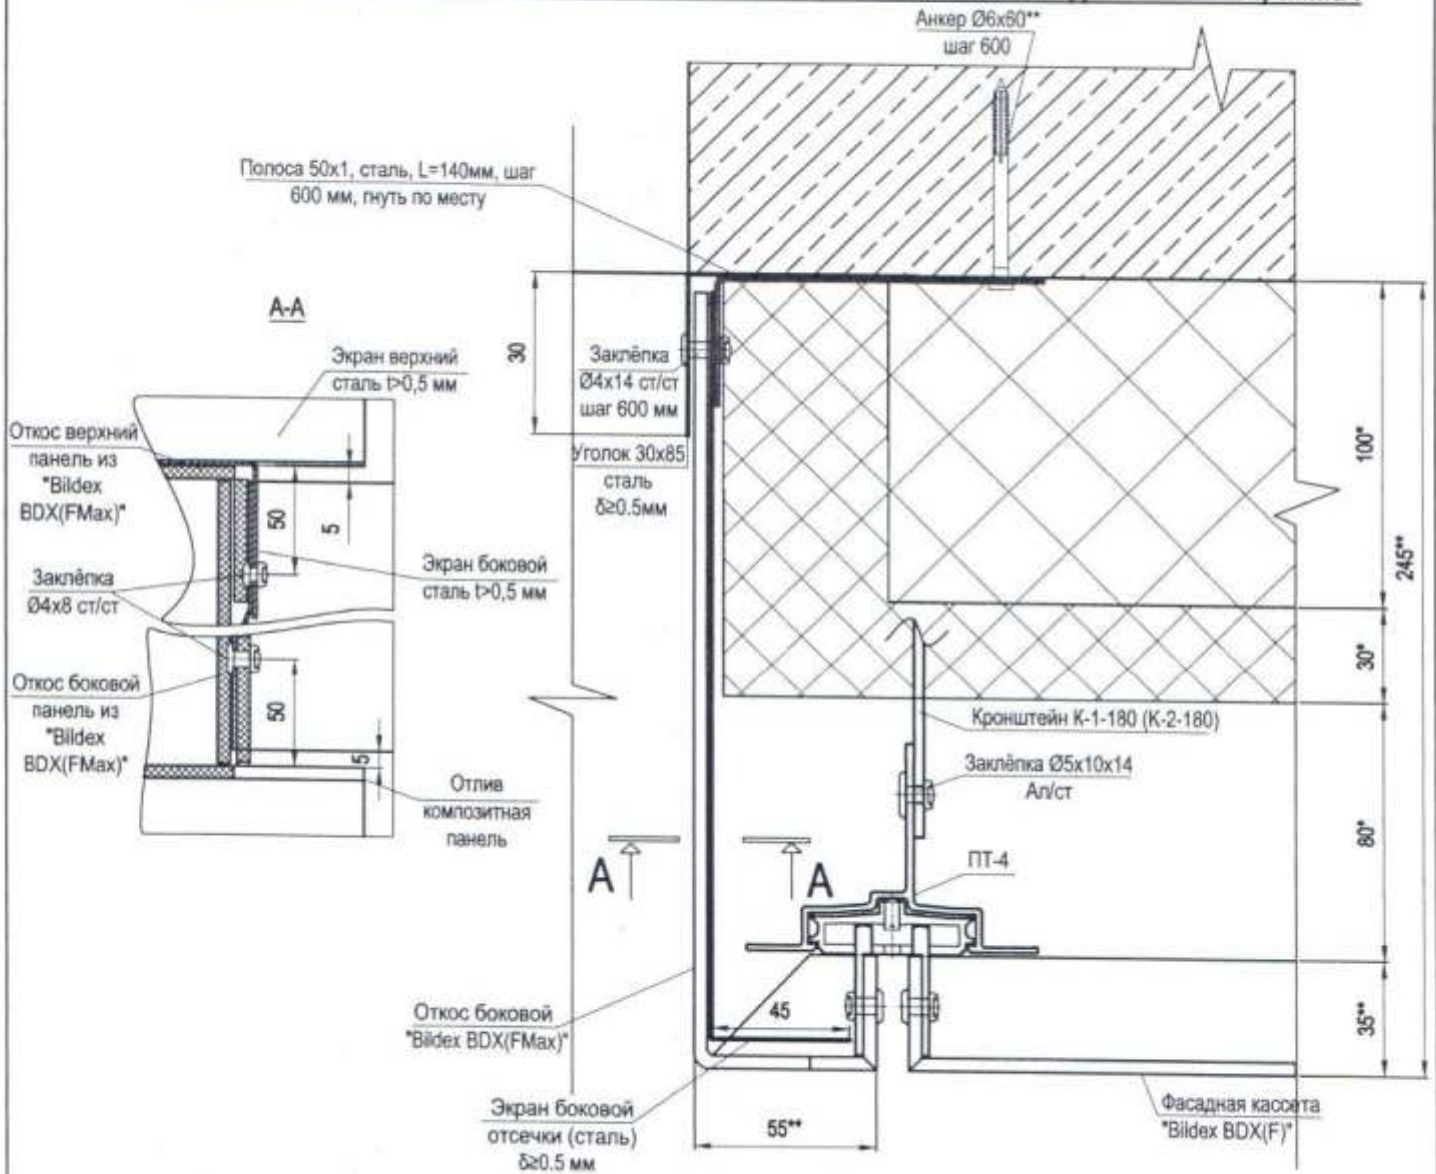 Анкер Ø6х60**
шаг 600
Полоса 50х1, сталь, L=140мм, шаг
600 мм, гнуть по месту
А-А
Экран верхний
сталь t>0,5 мм
Откос верхний
панель из
"Bildex
BDX(FMax)"
50
5
Экран боковой
сталь t>0,5 мм
Заклёпка
Ø4х8 ст/ст
Откос боковой
панель из
"Bildex
BDX(FMax)"
50
5
Отлив
композитная
панель
30
Заклёпка
Ø4х14 ст/ст
шаг 600 мм
Уголок 30х85
сталь
δ≥0.5мм
100*
245**
30*
Кронштейн К-1-180 (К-2-180)
Заклёпка Ø5х10х14
Ал/ст
80*
ПТ-4
А
А
45
35**
Откос боковой
"Bildex BDX(FMax)"
Экран боковой
отсечки (сталь)
δ≥0.5 мм
55**
Фасадная кассета
"Bildex BDX(F)"